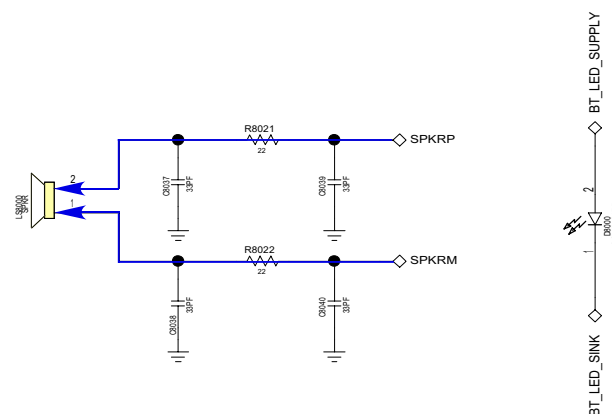 R8021
22
SPKRP
C8037
33PF
C8039
33PF
2
1
LS8000
SPKR
R8022
22
SPKRM
C8038
33PF
C8040
33PF
BT_LED_SUPPLY
2
D8000
1
BT_LED_SINK